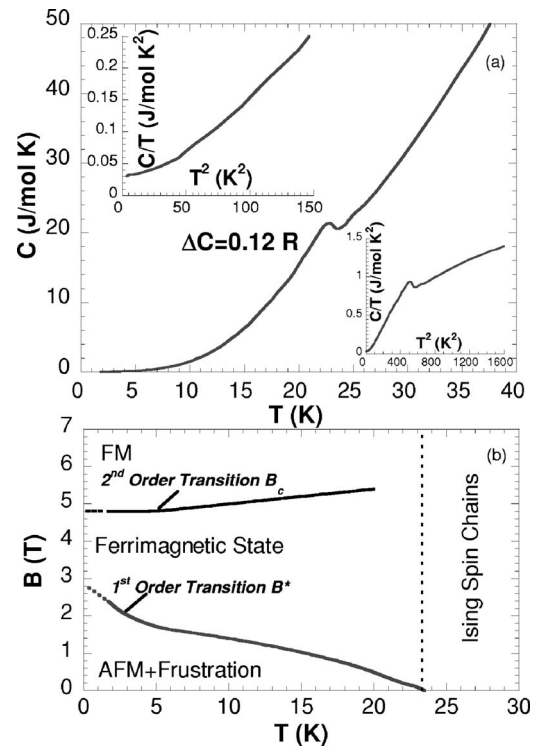 (a)
50
40
30
20
10
0
C (J/mol K)
0 5 10 15 20 25 30 35 40
T (K)
0.25
0.2
0.15
0.1
0.05
0
C/T (J/mol K²)
0 50 100 150
T² (K²)
ΔC=0.12 R
1.5
1
0.5
0
C/T (J/mol K²)
0 400 800 1200 1600
T² (K²)
(b)
7
6
5
4
3
2
1
0
B (T)
FM
2nd Order Transition Bc
Ferrimagnetic State
1st Order Transition B*
AFM+Frustration
Ising Spin Chains
0 5 10 15 20 25 30
T (K)